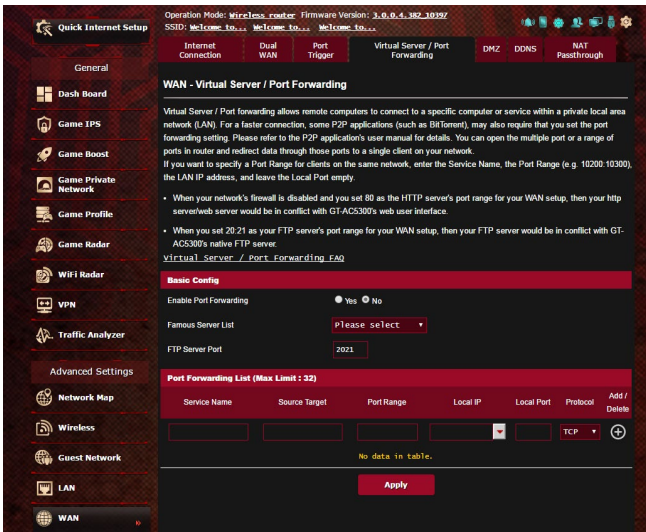 Quick Internet Setup
Operation Mode: Wireless router Firmware Version: 3.0.0.4.382_10397
SSID: Welcome to... Welcome to... Welcome to...
Internet Connection
Dual WAN
Port Trigger
Virtual Server / Port Forwarding
DMZ
DDNS
NAT Passthrough
General
Dash Board
Game IPS
Game Boost
Game Private Network
Game Profile
Game Radar
WiFi Radar
VPN
Traffic Analyzer
Advanced Settings
Network Map
Wireless
Guest Network
LAN
WAN
WAN - Virtual Server / Port Forwarding
Virtual Server / Port forwarding allows remote computers to connect to a specific computer or service within a private local area
network (LAN). For a faster connection, some P2P applications (such as BitTorrent), may also require that you set the port
forwarding setting. Please refer to the P2P application's user manual for details. You can open the multiple port or a range of
ports in router and redirect data through those ports to a single client on your network.
If you want to specify a Port Range for clients on the same network, enter the Service Name, the Port Range (e.g. 10200:10300),
the LAN IP address, and leave the Local Port empty.
• When your network's firewall is disabled and you set 80 as the HTTP server's port range for your WAN setup, then your http
server/web server would be in conflict with GT-AC5300's web user interface.
• When you set 20:21 as your FTP server's port range for your WAN setup, then your FTP server would be in conflict with GT-
AC5300's native FTP server.
Virtual Server / Port Forwarding FAQ
Basic Config
Enable Port Forwarding Yes No
Famous Server List Please select
FTP Server Port 2021
Port Forwarding List (Max Limit : 32)
Service Name Source Target Port Range Local IP Local Port Protocol Add / Delete
TCP
No data in table.
Apply